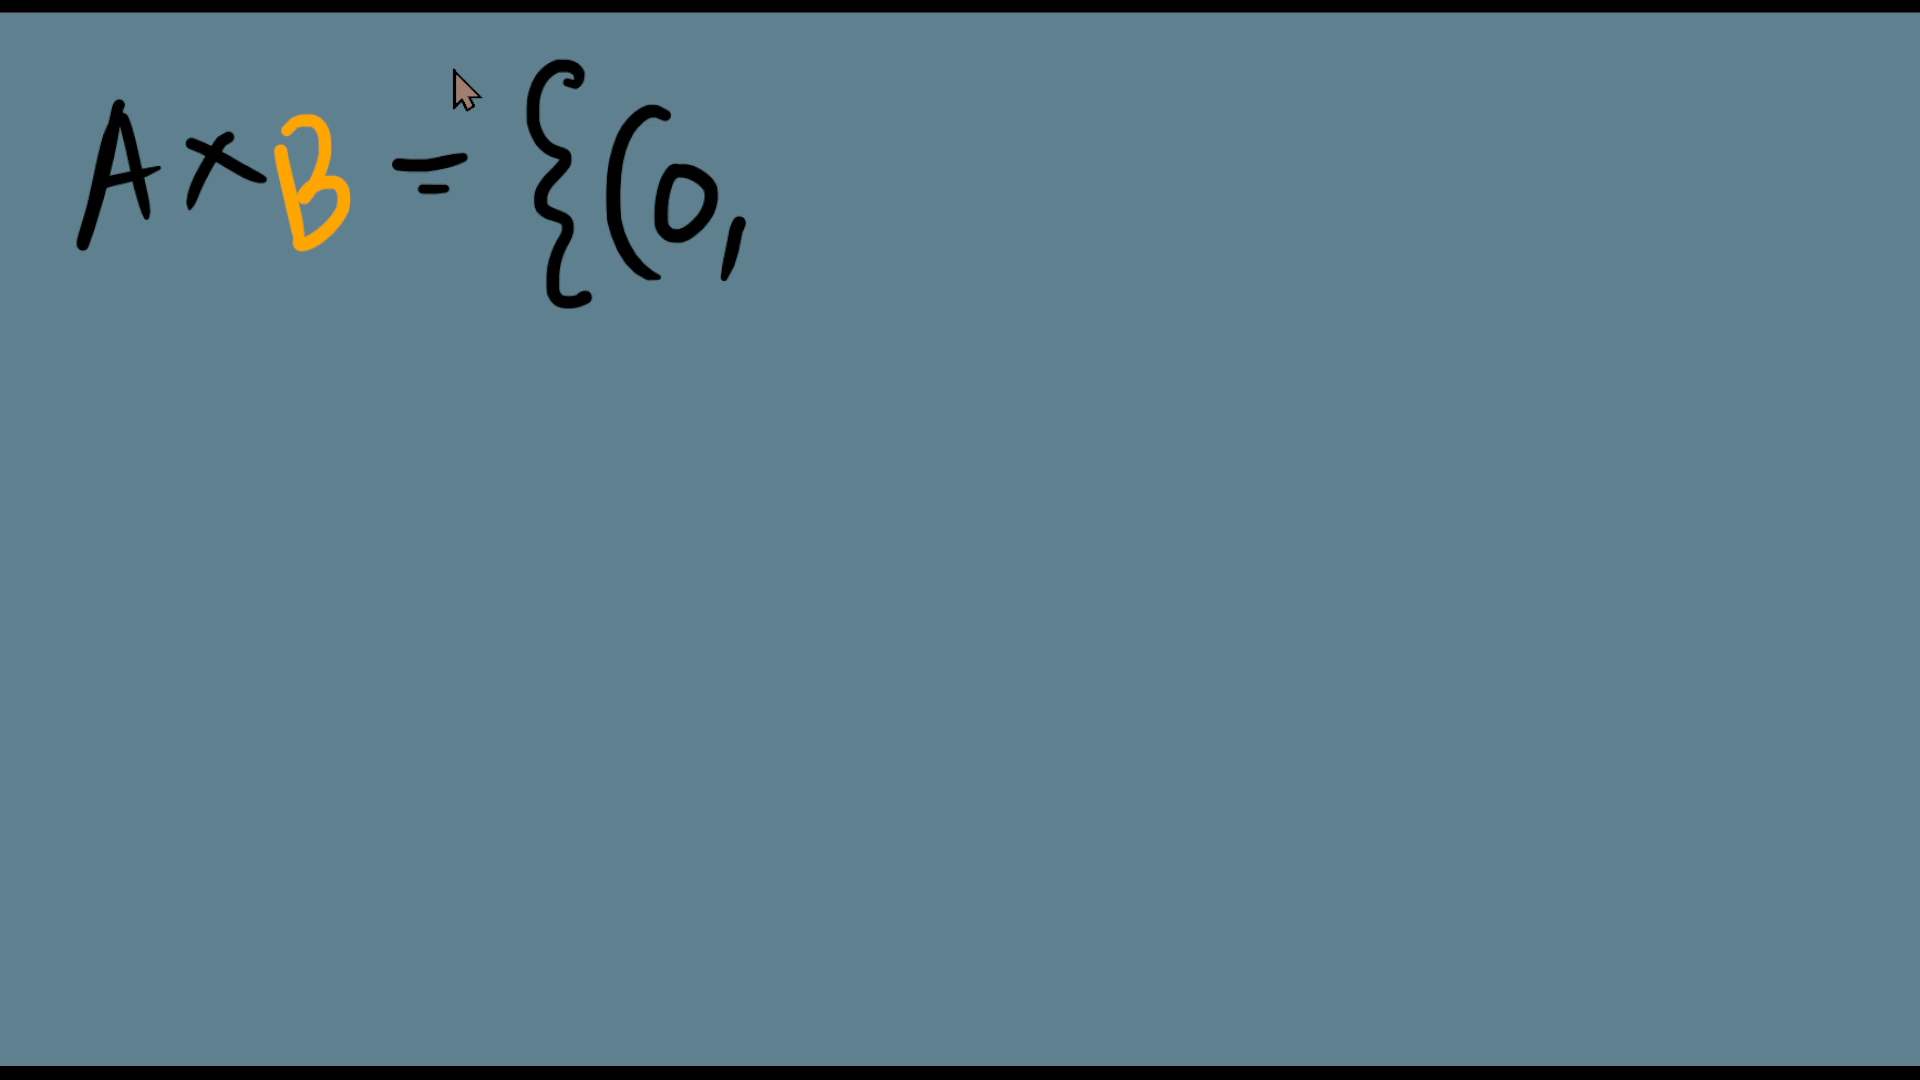 A×B = {(0,